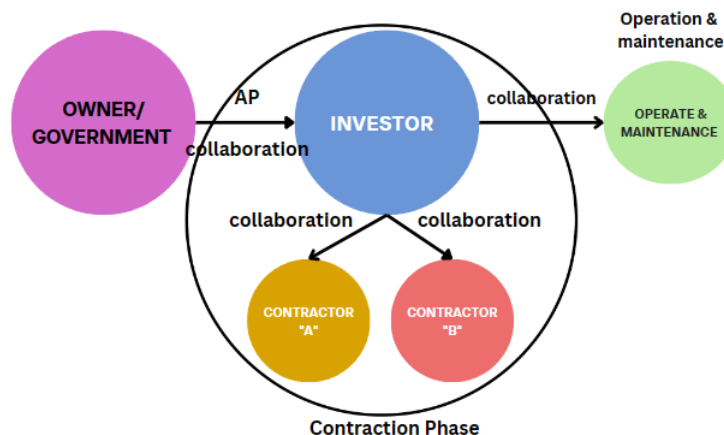 Operation &
maintenance
OWNER/
GOVERNMENT
AP
collaboration
INVESTOR
collaboration
OPERATE &
MAINTENANCE
collaboration
collaboration
CONTRACTOR
"A"
CONTRACTOR
"B"
Contraction Phase